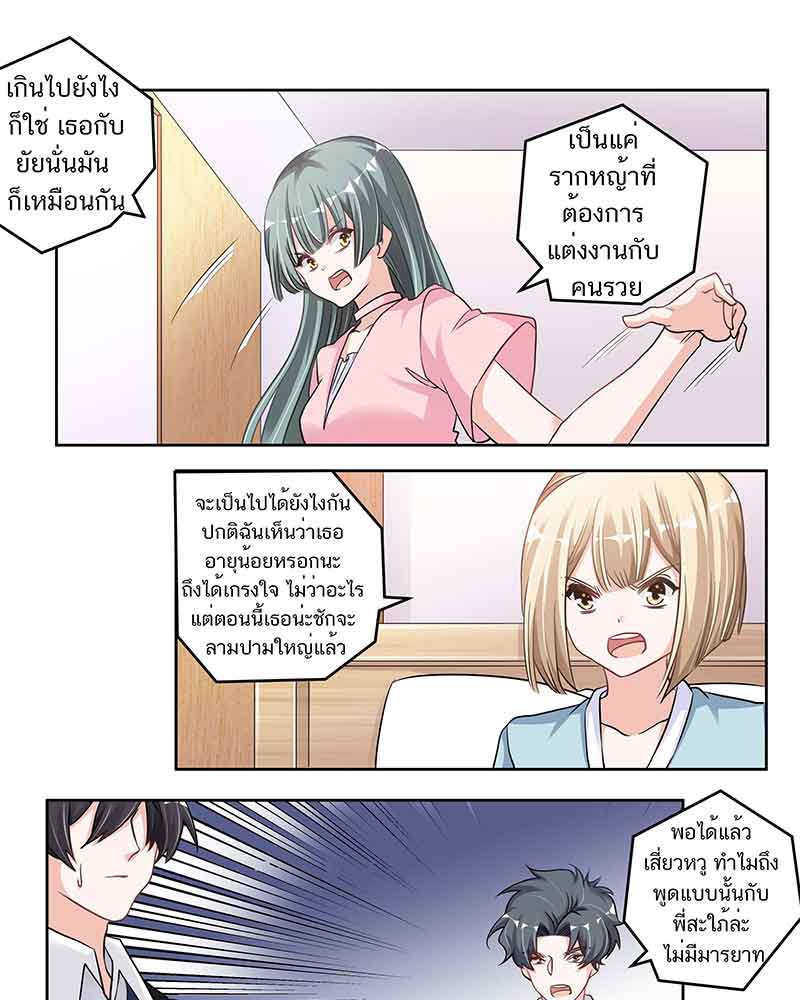 เกินไปยังไง
ก็ใช่ เธอกับ
ยัยนั่นมัน
ก็เหมือนกัน
เป็นแค่
รากหญ้าที่
ต้องการ
แต่งงานกับ
คนรวย
จะเป็นไปได้ยังไงกัน
ปกติฉันเห็นว่าเธอ
อายุน้อยหรอกนะ
ถึงได้เกรงใจ ไม่ว่าอะไร
แต่ตอนนี้เธอน่ะชักจะ
ลามปามใหญ่แล้ว
พอได้แล้ว
เสี่ยวหวู ทำไมถึง
พูดแบบนั้นกับ
พี่สะใภ้ล่ะ
ไม่มีมารยาท